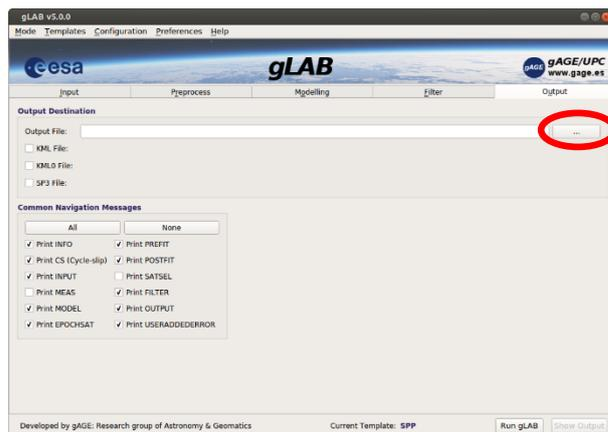 gLAB v5.0.0
Mode Templates Configuration Preferences Help
esa
gLAB
gAGE gAGE/UPC
www.gage.es
Input Preprocess Modelling Filter Output
Output Destination
Output File: ...
KML File:
KML0 File:
SP3 File:
Common Navigation Messages
All None
Print INFO Print PREFIT
Print CS (Cycle-slip) Print POSTFIT
Print INPUT Print SATSEL
Print MEAS Print FILTER
Print MODEL Print OUTPUT
Print EPOCHSAT Print USERADDEDERROR
Developed by gAGE: Research group of Astronomy & Geomatics Current Template: SPP Run gLAB Show Output